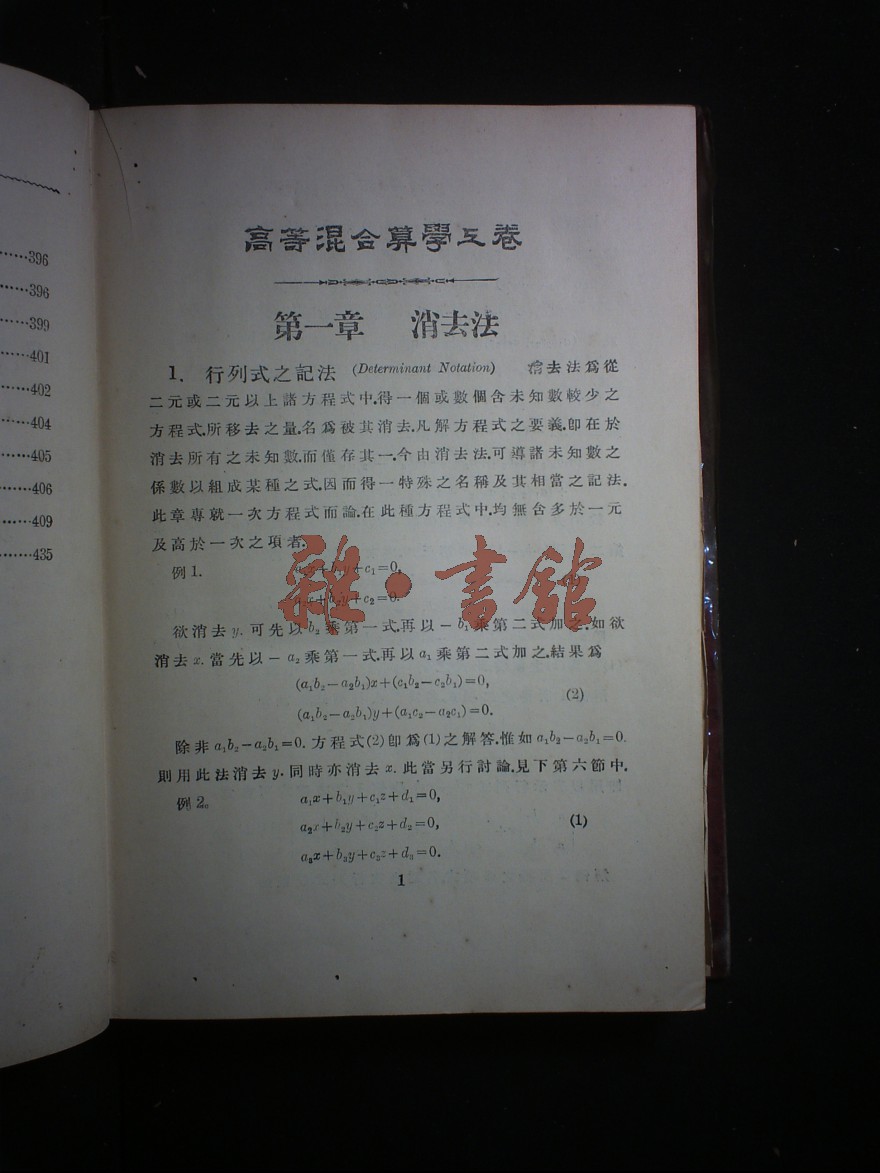 ……396
……396
……399
……401
……402
……404
……405
……406
……409
……435
高等混合算學上卷
第一章 消去法
1. 行列式之記法 (Determinant Notation) 消去法爲從
二元或二元以上諸方程式中,得一個或數個含未知數較少之
方程式,所移去之量,名爲被其消去,凡解方程式之要義,卽在於
消去所有之未知數,而僅存其一,今由消去法,可導諸未知數之
係數以組成某種之式,因而得一特殊之名稱及其相當之記法.
此章專就一次方程式而論,在此種方程式中,均無含多於一元
及高於一次之項者.
例1. a₁x+b₁y+c₁=0,
a₂x+b₂y+c₂=0.
雜·書館
欲消去 y, 可先以 b₂ 乘第一式,再以 −b₁ 乘第二式加之,如欲
消去 x, 當先以 −a₂ 乘第一式,再以 a₁ 乘第二式加之,結果爲
(a₁b₂−a₂b₁)x+(c₁b₂−c₂b₁)=0,
(2)
(a₁b₂−a₂b₁)y+(a₁c₂−a₂c₁)=0.
除非 a₁b₂−a₂b₁=0. 方程式(2)卽爲(1)之解答,惟如 a₁b₂−a₂b₁=0.
則用此法消去 y, 同時亦消去 x. 此當另行討論,見下第六節中.
例2. a₁x+b₁y+c₁z+d₁=0,
a₂x+b₂y+c₂z+d₂=0, (1)
a₃x+b₃y+c₃z+d₃=0.
1